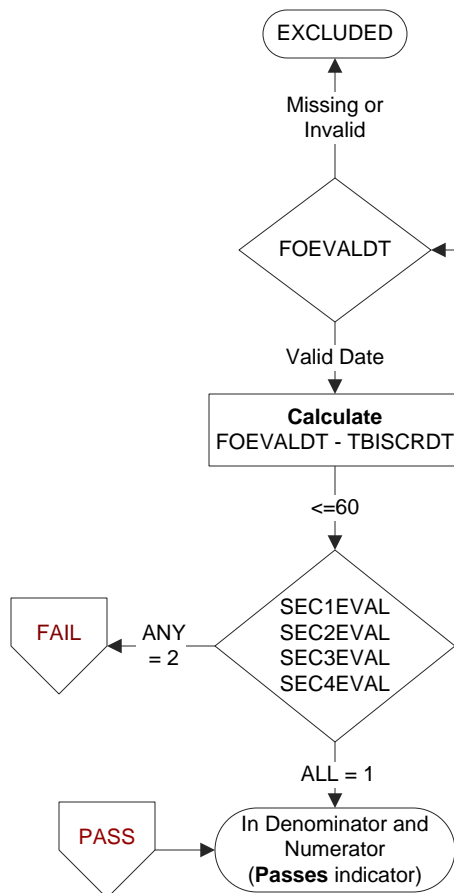 EXCLUDED
Missing or
Invalid
FOEVALDT
Valid Date
Calculate
FOEVALDT - TBISCRDT
<=60
SEC1EVAL
SEC2EVAL
SEC3EVAL
SEC4EVAL
FAIL
ANY
= 2
ALL = 1
PASS
In Denominator and
Numerator
(Passes indicator)